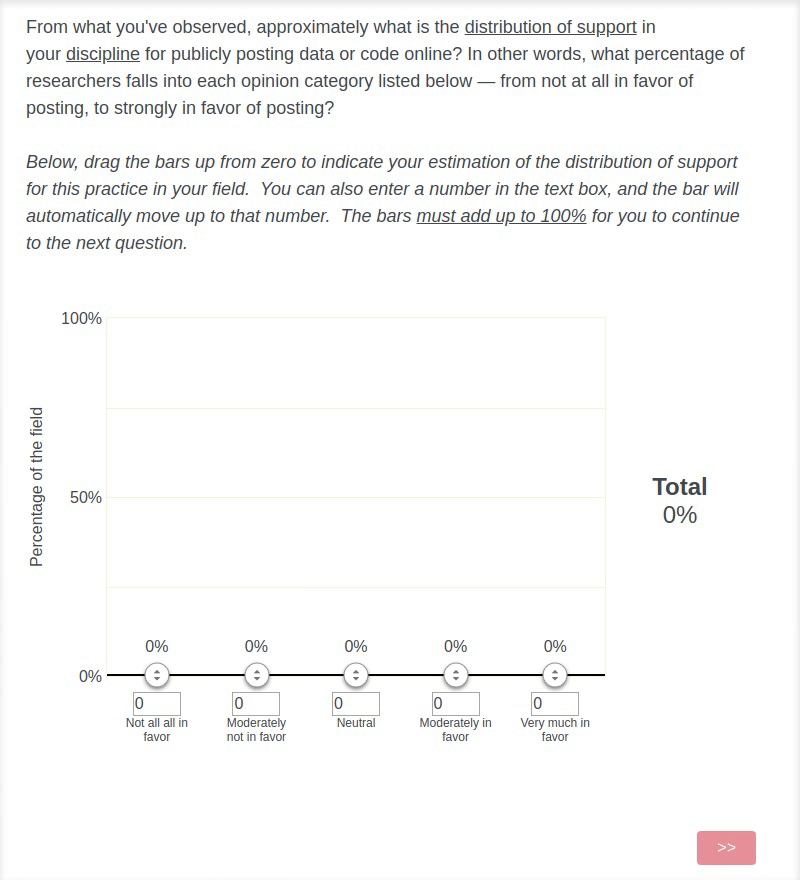 From what you've observed, approximately what is the distribution of support in
your discipline for publicly posting data or code online? In other words, what percentage of
researchers falls into each opinion category listed below — from not at all in favor of
posting, to strongly in favor of posting?
Below, drag the bars up from zero to indicate your estimation of the distribution of support
for this practice in your field.  You can also enter a number in the text box, and the bar will
automatically move up to that number.  The bars must add up to 100% for you to continue
to the next question.
100%
Percentage of the field
50%
Total
0%
0% 0% 0% 0% 0%
0%
0 0 0 0 0
Not all all in Moderately Neutral Moderately in Very much in
favor not in favor favor favor
>>